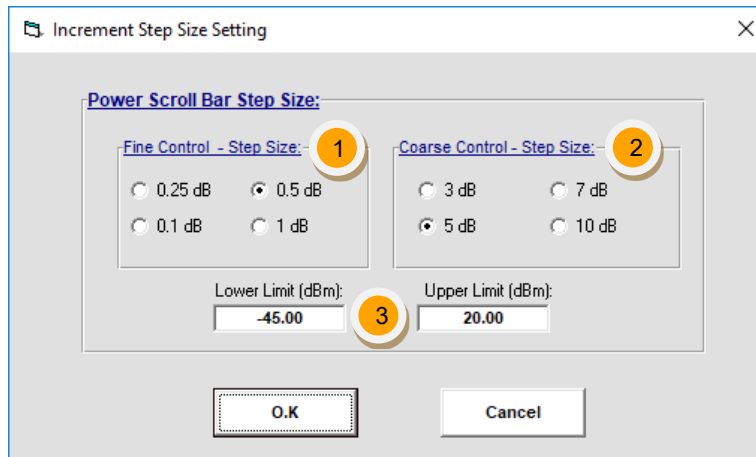 Increment Step Size Setting
Power Scroll Bar Step Size:
Fine Control - Step Size: 1
Coarse Control - Step Size: 2
0.25 dB 0.5 dB
3 dB 7 dB
0.1 dB 1 dB
5 dB 10 dB
Lower Limit (dBm): Upper Limit (dBm):
-45.00 3 20.00
O.K Cancel